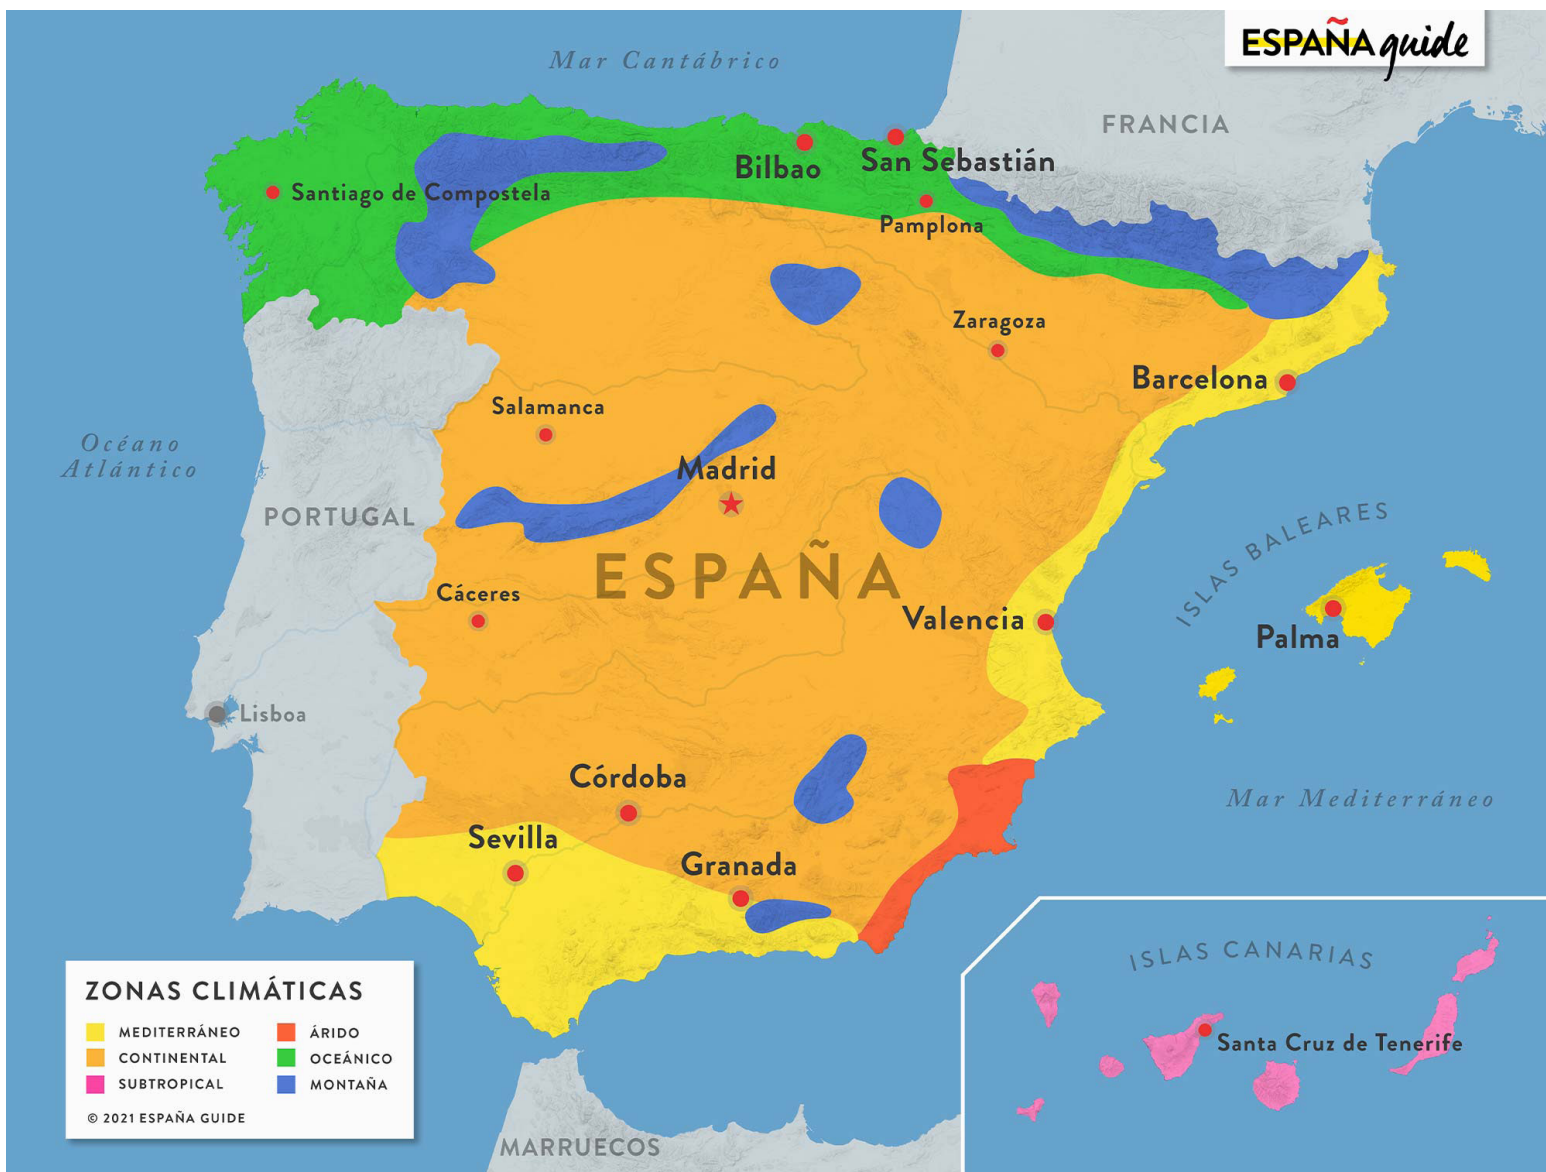 ESPAÑA guide
Mar Cantábrico
FRANCIA
Bilbao
San Sebastián
Santiago de Compostela
Pamplona
Zaragoza
Barcelona
Salamanca
Océano
Atlántico
Madrid
PORTUGAL
ISLAS BALEARES
ESPAÑA
Cáceres
Valencia
Palma
Lisboa
Córdoba
Mar Mediterráneo
Sevilla
Granada
ISLAS CANARIAS
Santa Cruz de Tenerife
ZONAS CLIMÁTICAS
MEDITERRÁNEO
ÁRIDO
CONTINENTAL
OCEÁNICO
SUBTROPICAL
MONTAÑA
© 2021 ESPAÑA GUIDE
MARRUECOS